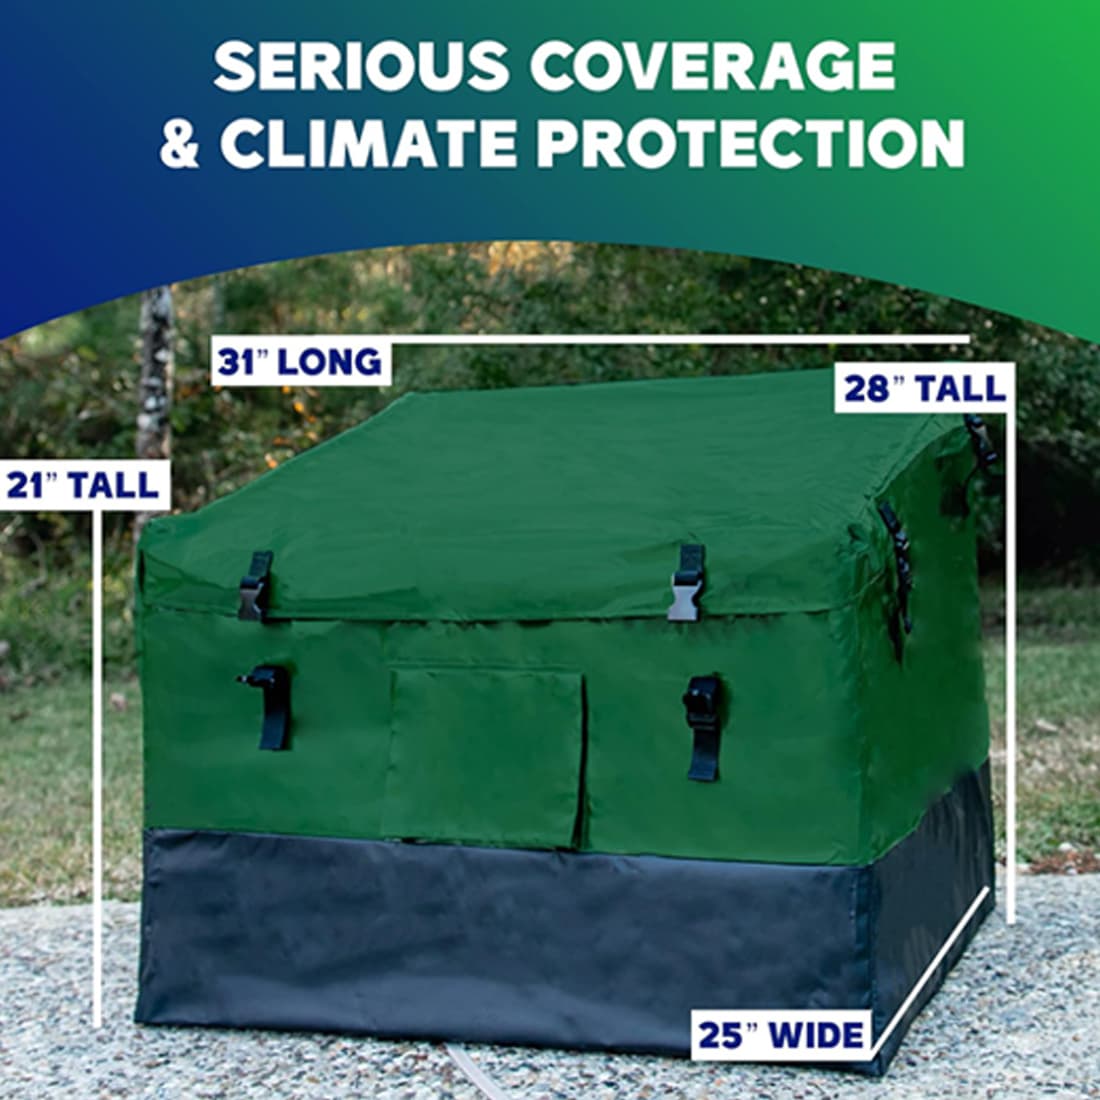 SERIOUS COVERAGE
& CLIMATE PROTECTION
31” LONG
28” TALL
21” TALL
25” WIDE